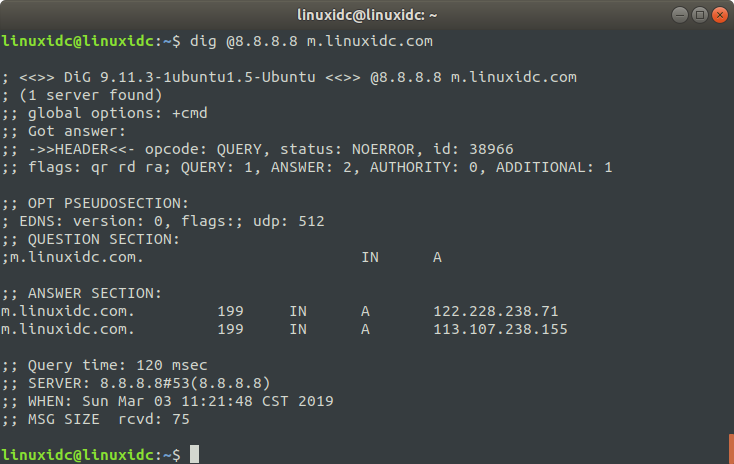 linuxidc@linuxidc: ~
linuxidc@linuxidc:~$ dig @8.8.8.8 m.linuxidc.com

; <<>> DiG 9.11.3-1ubuntu1.5-Ubuntu <<>> @8.8.8.8 m.linuxidc.com
; (1 server found)
;; global options: +cmd
;; Got answer:
;; ->>HEADER<<- opcode: QUERY, status: NOERROR, id: 38966
;; flags: qr rd ra; QUERY: 1, ANSWER: 2, AUTHORITY: 0, ADDITIONAL: 1

;; OPT PSEUDOSECTION:
; EDNS: version: 0, flags:; udp: 512
;; QUESTION SECTION:
;m.linuxidc.com.			IN	A

;; ANSWER SECTION:
m.linuxidc.com.		199	IN	A	122.228.238.71
m.linuxidc.com.		199	IN	A	113.107.238.155

;; Query time: 120 msec
;; SERVER: 8.8.8.8#53(8.8.8.8)
;; WHEN: Sun Mar 03 11:21:48 CST 2019
;; MSG SIZE  rcvd: 75

linuxidc@linuxidc:~$